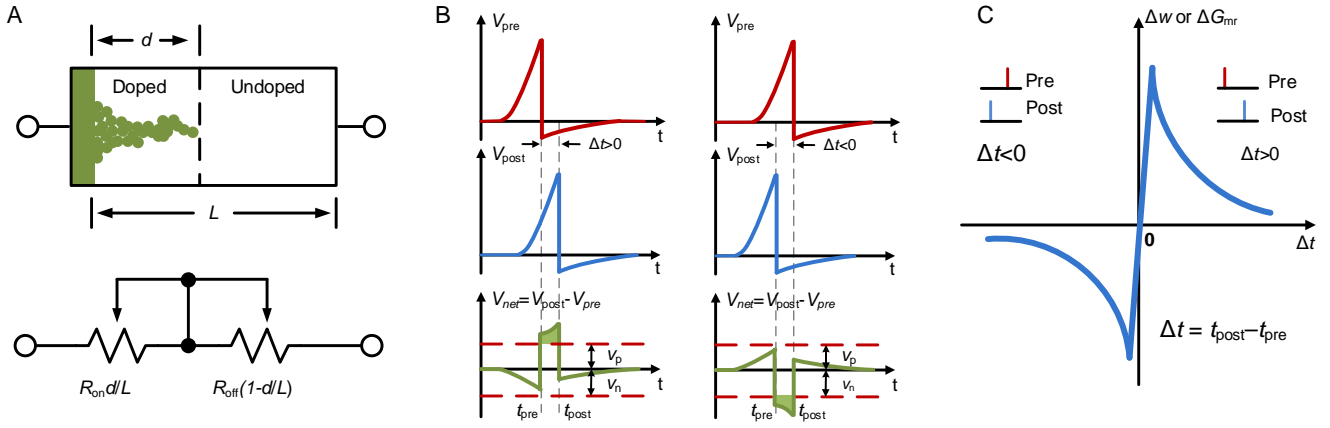 A
d
Doped
Undoped
L
R_on d/L
R_off(1-d/L)
B
V_pre
t
Δt>0
V_post
t
V_net=V_post-V_pre
V_p
V_n
t
t_pre
t_post
V_pre
t
Δt<0
V_post
t
V_net=V_post-V_pre
V_p
V_n
t
t_pre
t_post
C
Δw or ΔG_mr
Pre
Post
Δt<0
Pre
Post
Δt>0
0
Δt
Δt = t_post−t_pre